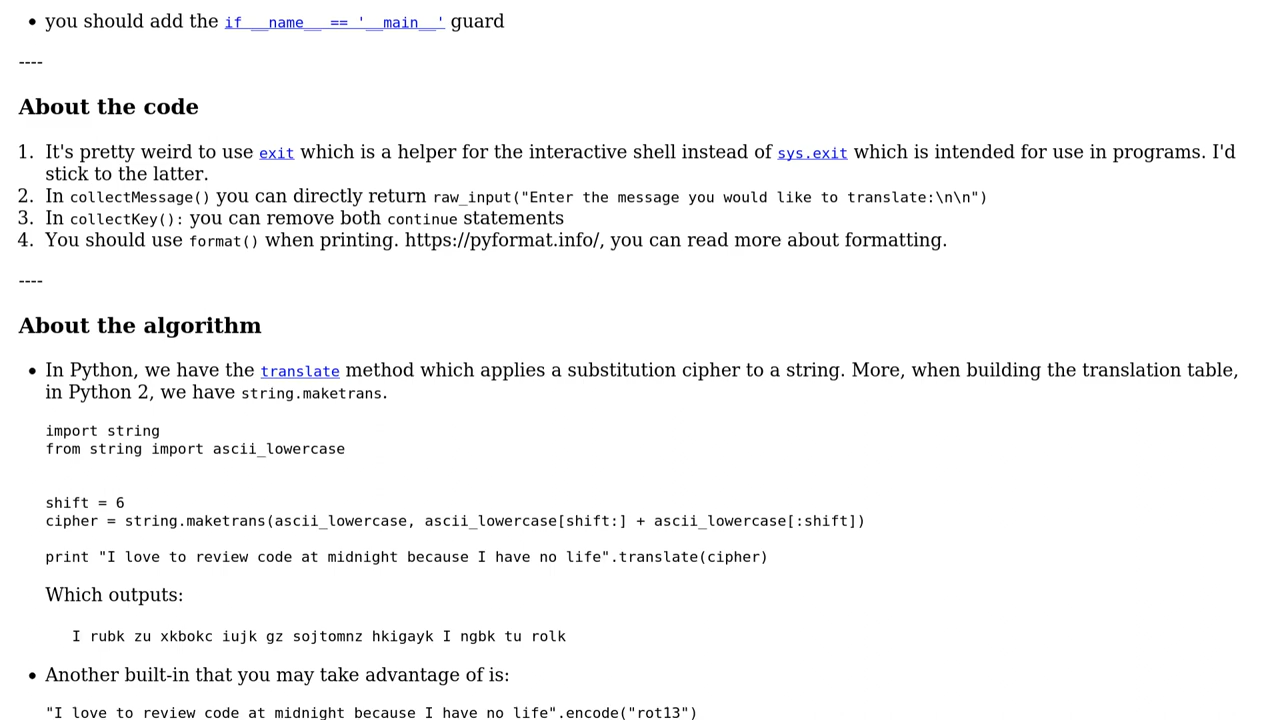 • you should add the if __name__ == '__main__' guard
----
About the code
1. It's pretty weird to use exit which is a helper for the interactive shell instead of sys.exit which is intended for use in programs. I'd
stick to the latter.
2. In collectMessage() you can directly return raw_input("Enter the message you would like to translate:\n\n")
3. In collectKey(): you can remove both continue statements
4. You should use format() when printing. https://pyformat.info/, you can read more about formatting.
----
About the algorithm
• In Python, we have the translate method which applies a substitution cipher to a string. More, when building the translation table,
in Python 2, we have string.maketrans.
import string
from string import ascii_lowercase
shift = 6
cipher = string.maketrans(ascii_lowercase, ascii_lowercase[shift:] + ascii_lowercase[:shift])
print "I love to review code at midnight because I have no life".translate(cipher)
Which outputs:
I rubk zu xkbokc iujk gz sojtomnz hkigayk I ngbk tu rolk
• Another built-in that you may take advantage of is:
"I love to review code at midnight because I have no life".encode("rot13")